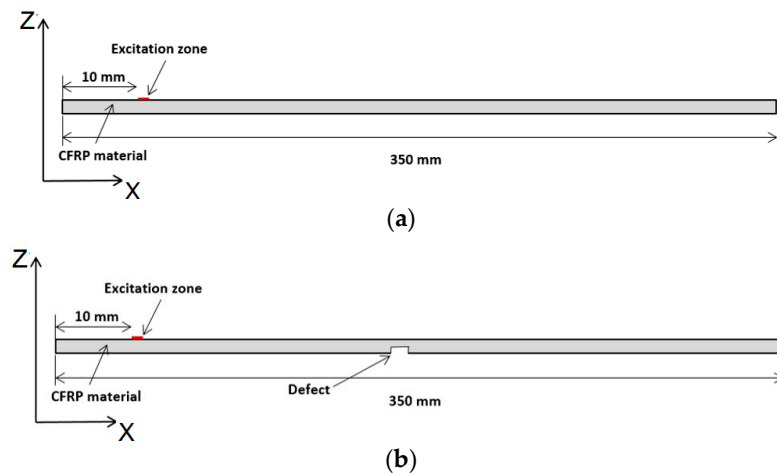 Z
Excitation zone
10 mm
CFRP material
350 mm
X
(a)
Z
Excitation zone
10 mm
CFRP material
Defect
350 mm
X
(b)